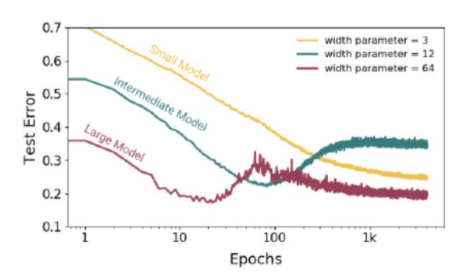 0.7
0.6
0.5
0.4
0.3
0.2
0.1
Test Error
Small Model
Intermediate Model
Large Model
width parameter = 3
width parameter = 12
width parameter = 64
1
10
100
1k
Epochs